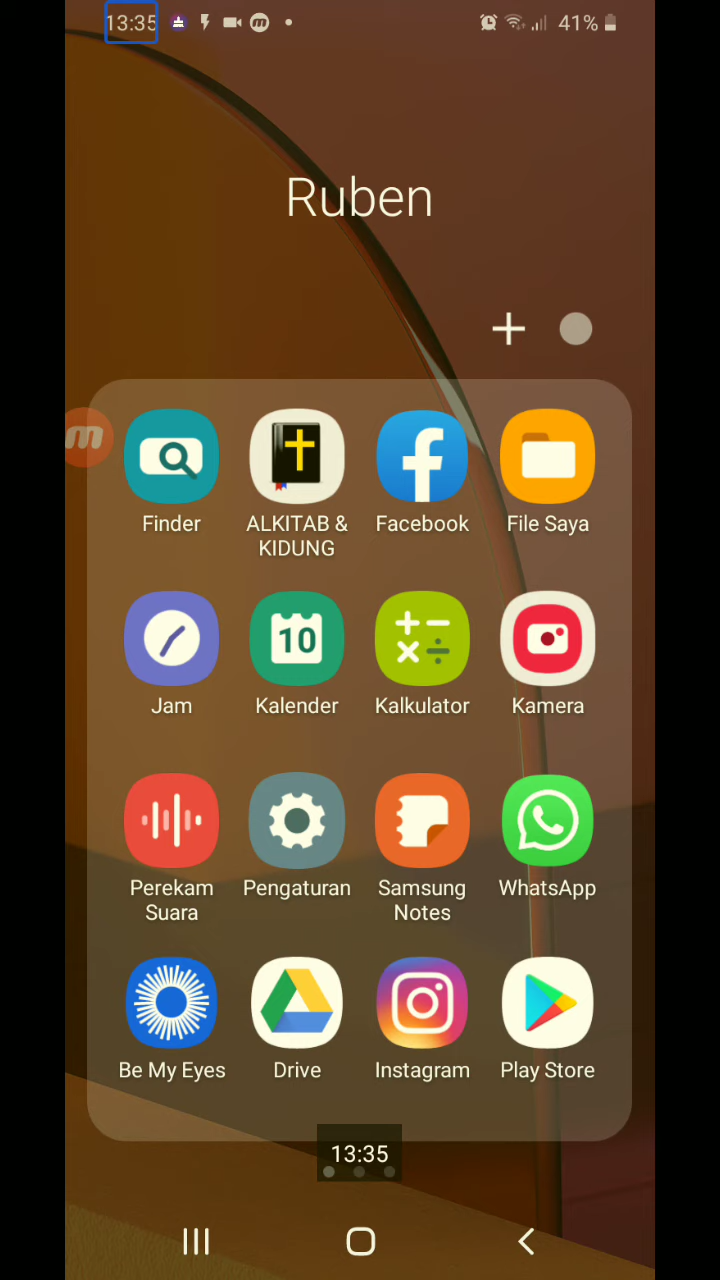 13:35 41%
Ruben
Finder ALKITAB & Facebook File Saya
KIDUNG
10
Jam Kalender Kalkulator Kamera
Perekam Pengaturan Samsung WhatsApp
Suara Notes
Be My Eyes Drive Instagram Play Store
13:35